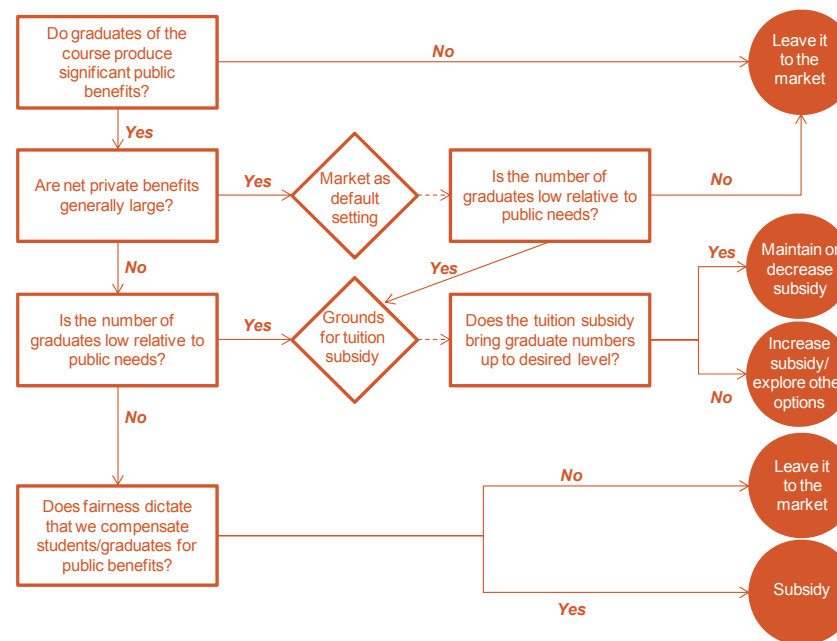 Do graduates of the
course produce
significant public
benefits?
No
Leave it
to the
market
Yes
Are net private benefits
generally large?
Yes
Market as
default
setting
Is the number of
graduates low relative to
public needs?
No
No
Yes
Yes
Maintain or
decrease
subsidy
Is the number of
graduates low relative to
public needs?
Yes
Grounds
for tuition
subsidy
Does the tuition subsidy
bring graduate numbers
up to desired level?
Increase
subsidy/
explore othe
options
No
No
Does fairness dictate
that we compensate
students/graduates for
public benefits?
No
Leave it
to the
market
Yes
Subsidy